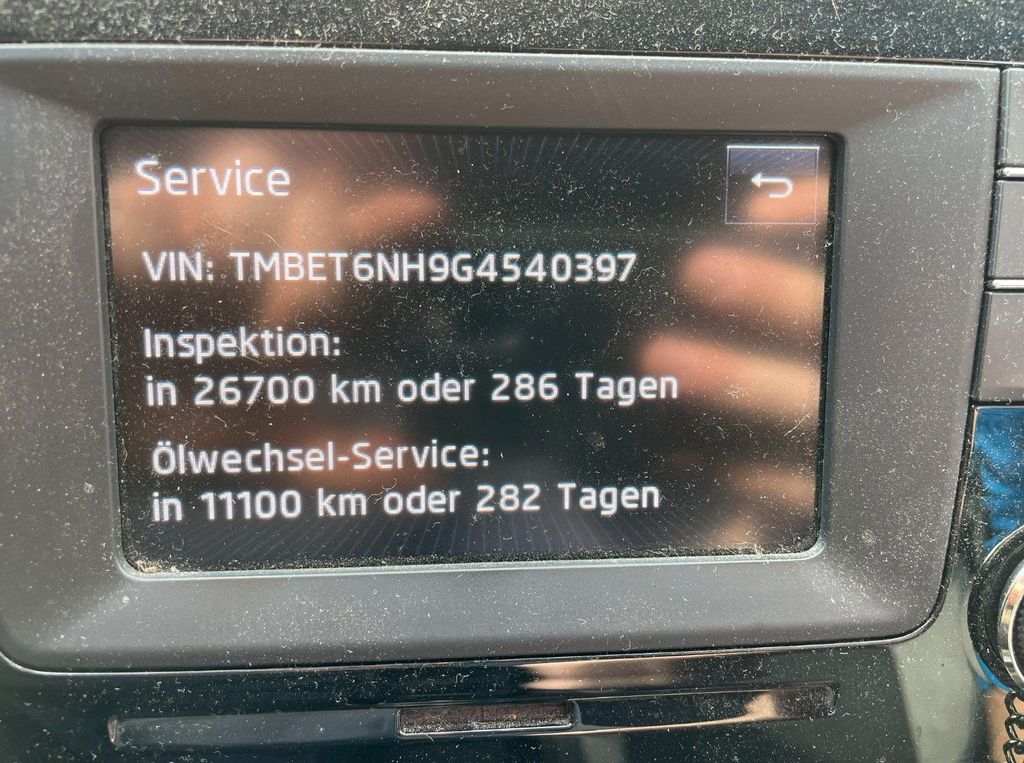 Service
VIN: TMBET6NH9G4540397
Inspektion:
in 26700 km oder 286 Tagen
Ölwechsel-Service:
in 11100 km oder 282 Tagen